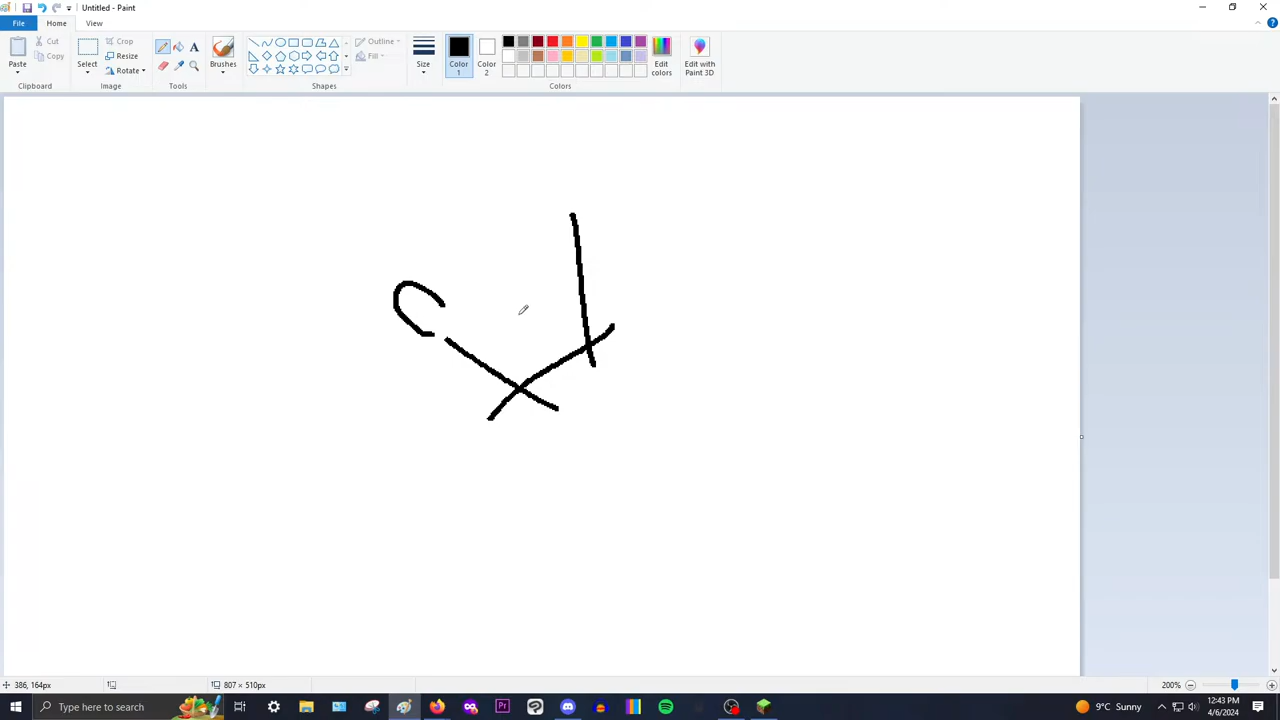 Untitled - Paint
File
Home
View
Paste
Cut
Copy
Clipboard
Select
Crop
Resize
Rotate
Image
A
Tools
Brushes
Outline
Fill
Shapes
Size
Color 1
Color 2
Edit colors
Colors
Edit with Paint 3D
386, 164px
807 × 510px
200%
Type here to search
Pr
9°C Sunny
12:43 PM
4/6/2024